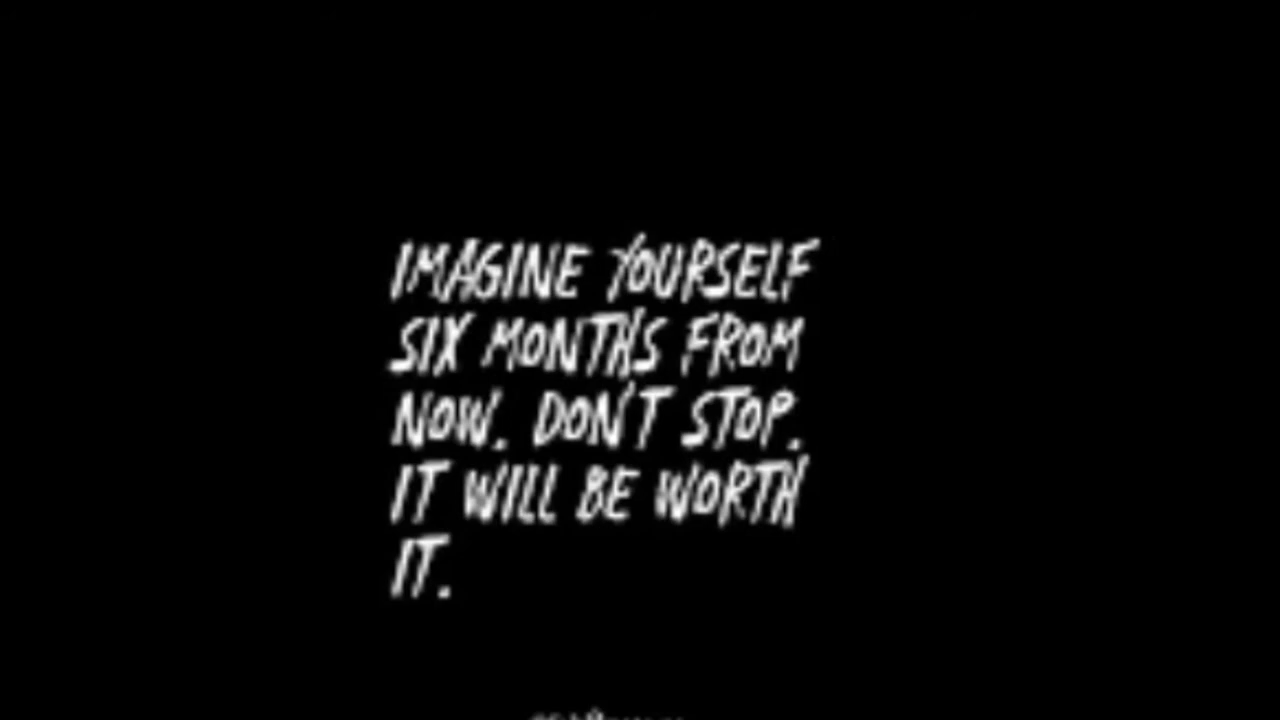 IMAGINE YOURSELF
SIX MONTHS FROM
NOW. DON'T STOP.
IT WILL BE WORTH
IT.